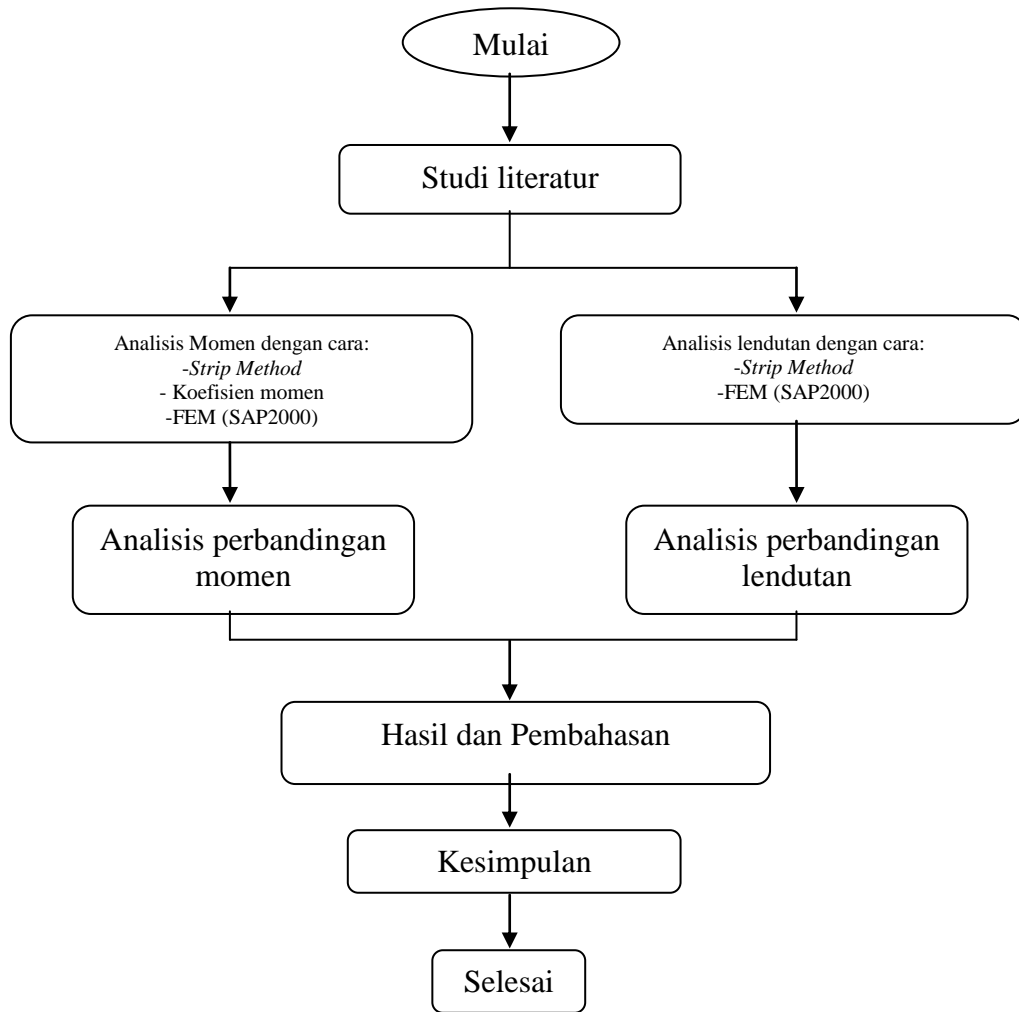 Mulai
Studi literatur
Analisis Momen dengan cara:
-Strip Method
- Koefisien momen
-FEM (SAP2000)
Analisis lendutan dengan cara:
-Strip Method
-FEM (SAP2000)
Analisis perbandingan
momen
Analisis perbandingan
lendutan
Hasil dan Pembahasan
Kesimpulan
Selesai